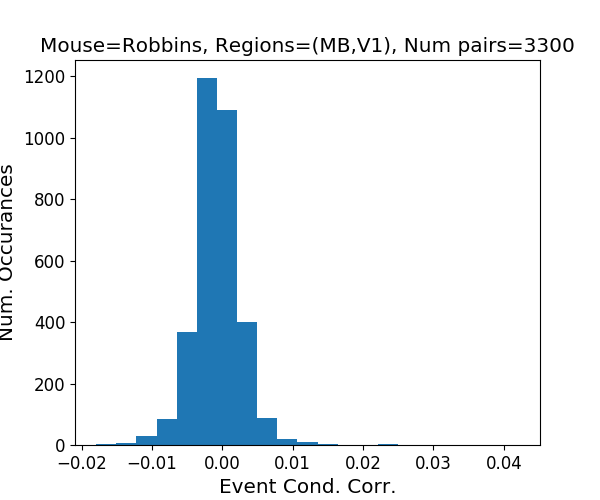 Mouse=Robbins, Regions=(MB,V1), Num pairs=3300
1200
1000
800
600
400
200
0
Num. Occurances
−0.02 −0.01 0.00 0.01 0.02 0.03 0.04
Event Cond. Corr.